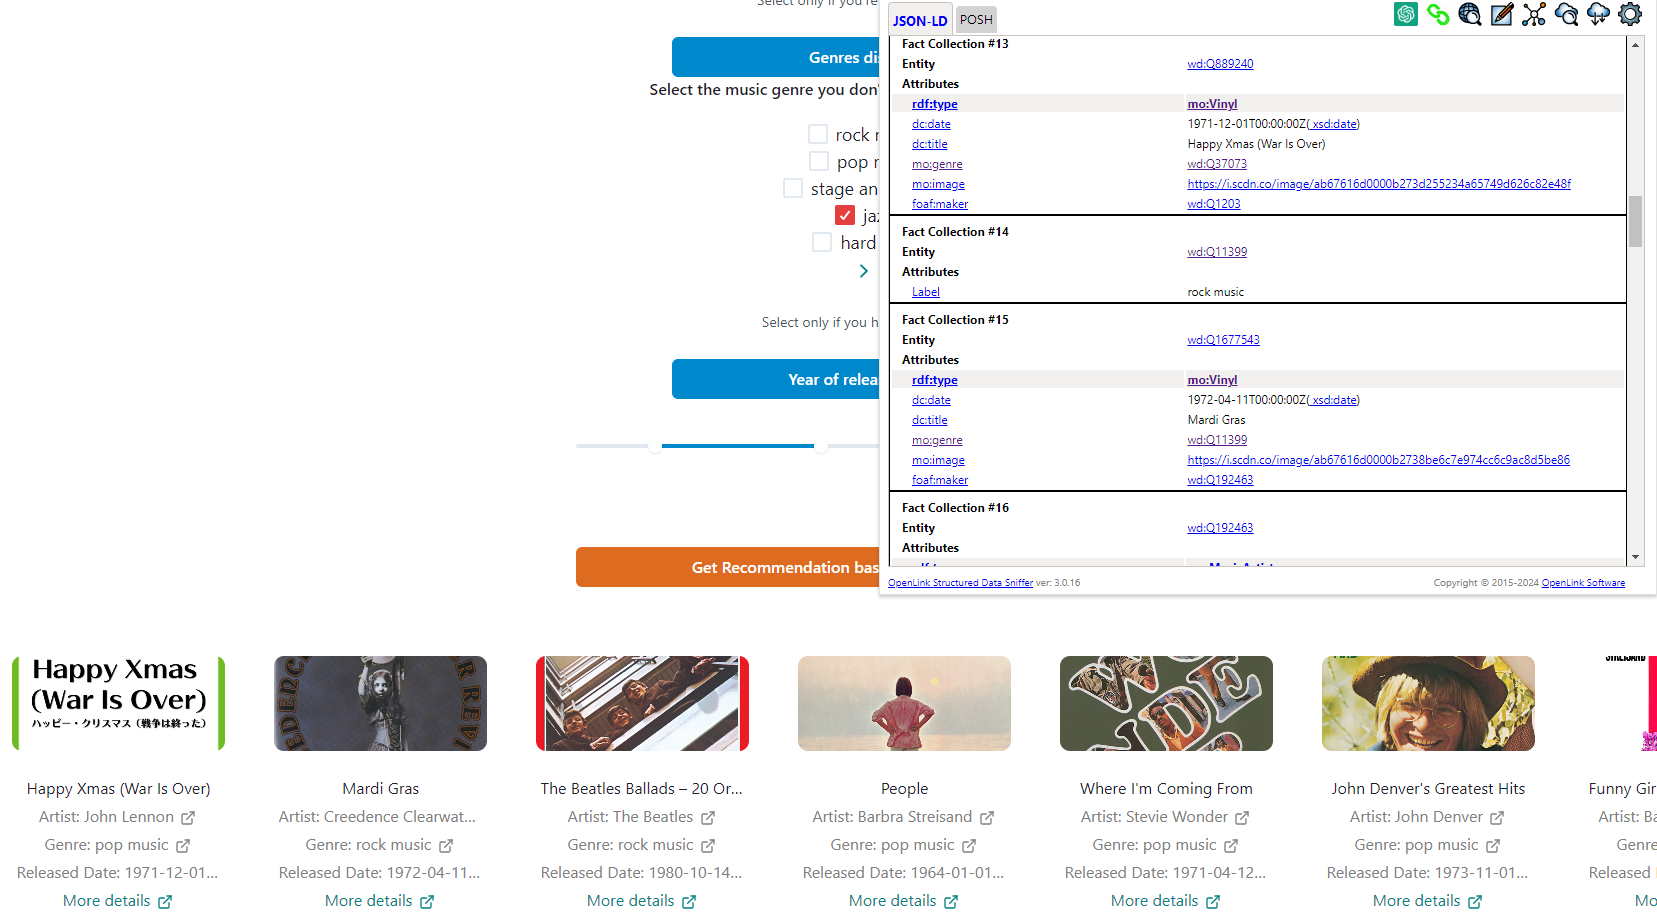 Select only if you re
Genres di
Select the music genre you don'
rock
pop
stage an
jaz
hard
Select only if you h
Year of relea
Get Recommendation bas
JSON-LD
POSH
Fact Collection #13
Entity wd:Q889240
Attributes
rdf:type mo:Vinyl
dc:date 1971-12-01T00:00:00Z( xsd:date)
dc:title Happy Xmas (War Is Over)
mo:genre wd:Q37073
mo:image https://i.scdn.co/image/ab67616d0000b273d255234a65749d626c82e48f
foaf:maker wd:Q1203
Fact Collection #14
Entity wd:Q11399
Attributes
Label rock music
Fact Collection #15
Entity wd:Q1677543
Attributes
rdf:type mo:Vinyl
dc:date 1972-04-11T00:00:00Z( xsd:date)
dc:title Mardi Gras
mo:genre wd:Q11399
mo:image https://i.scdn.co/image/ab67616d0000b2738be6c7e974cc6c9ac8d5be86
foaf:maker wd:Q192463
Fact Collection #16
Entity wd:Q192463
Attributes
OpenLink Structured Data Sniffer ver: 3.0.16
Copyright © 2015-2024 OpenLink Software
Happy Xmas
(War Is Over)
ハッピー・クリスマス（戦争は終った）
Happy Xmas (War Is Over)
Artist: John Lennon
Genre: pop music
Released Date: 1971-12-01...
More details
Mardi Gras
Artist: Creedence Clearwat...
Genre: rock music
Released Date: 1972-04-11...
More details
The Beatles Ballads – 20 Or...
Artist: The Beatles
Genre: rock music
Released Date: 1980-10-14...
More details
People
Artist: Barbra Streisand
Genre: pop music
Released Date: 1964-01-01...
More details
Where I'm Coming From
Artist: Stevie Wonder
Genre: pop music
Released Date: 1971-04-12...
More details
John Denver's Greatest Hits
Artist: John Denver
Genre: pop music
Released Date: 1973-11-01...
More details
Funny Gir
Artist: Ba
Genre
Released
Mo